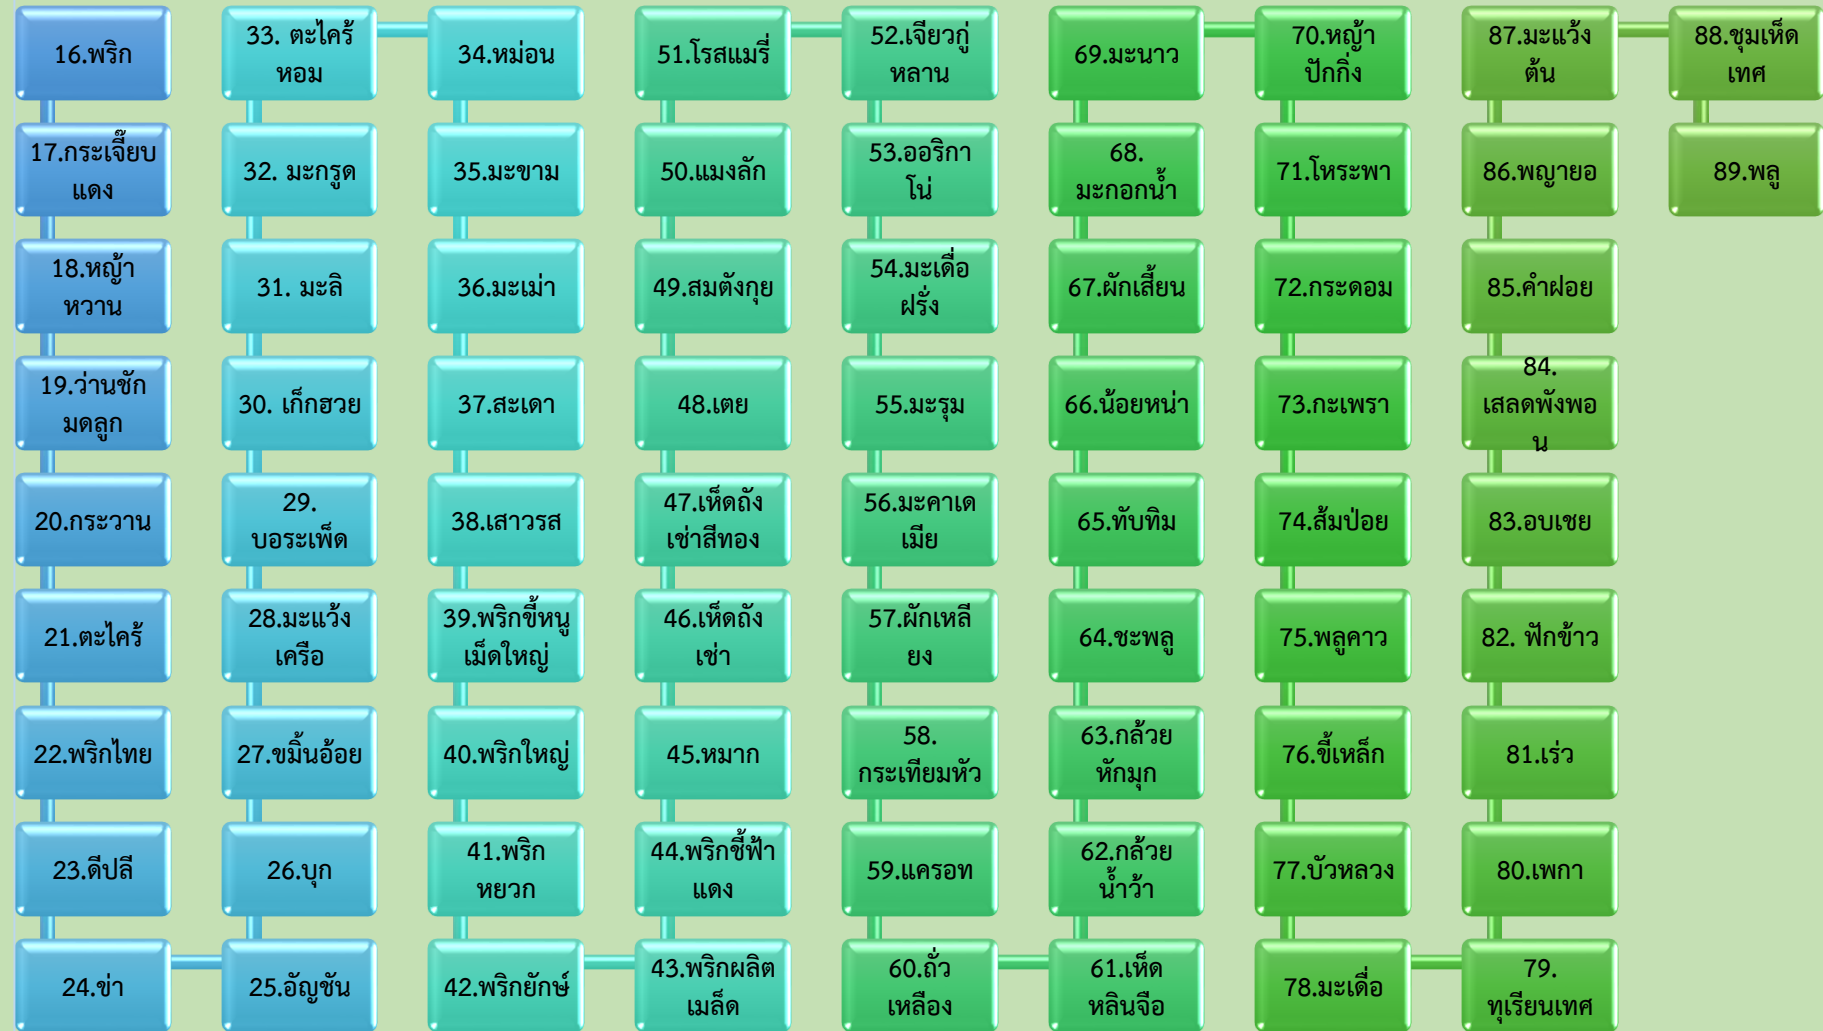 16.พริก
17.กระเจี๊ยบ
แดง
18.หญ้า
หวาน
19.ว่านชัก
มดลูก
20.กระวาน
21.ตะไคร้
22.พริกไทย
23.ดีปลี
24.ข่า
25.อัญชัน
26.บุก
27.ขมิ้นอ้อย
28.มะแว้ง
เครือ
29.
บอระเพ็ด
30. เก็กฮวย
31. มะลิ
32. มะกรูด
33. ตะไคร้
หอม
34.หม่อน
35.มะขาม
36.มะเม่า
37.สะเดา
38.เสาวรส
39.พริกขี้หนู
เม็ดใหญ่
40.พริกใหญ่
41.พริก
หยวก
42.พริกยักษ์
43.พริกผลิต
เมล็ด
44.พริกชี้ฟ้า
แดง
45.หมาก
46.เห็ดถั่ง
เช่า
47.เห็ดถัง
เช่าสีทอง
48.เตย
49.สมตังกุย
50.แมงลัก
51.โรสแมรี่
52.เจียวกู่
หลาน
53.ออริกา
โน่
54.มะเดื่อ
ฝรั่ง
55.มะรุม
56.มะคาเด
เมีย
57.ผักเหลี
ยง
58.
กระเทียมหัว
59.แครอท
60.ถั่ว
เหลือง
61.เห็ด
หลินจือ
62.กล้วย
น้ำว้า
63.กล้วย
หักมุก
64.ชะพลู
65.ทับทิม
66.น้อยหน่า
67.ผักเสี้ยน
68.
มะกอกน้ำ
69.มะนาว
70.หญ้า
ปักกิ่ง
71.โหระพา
72.กระดอม
73.กะเพรา
74.ส้มป่อย
75.พลูคาว
76.ขี้เหล็ก
77.บัวหลวง
78.มะเดื่อ
79.
ทุเรียนเทศ
80.เพกา
81.เร่ว
82. ฟักข้าว
83.อบเชย
84.
เสลดพังพอ
น
85.คำฝอย
86.พญายอ
87.มะแว้ง
ต้น
88.ชุมเห็ด
เทศ
89.พลู